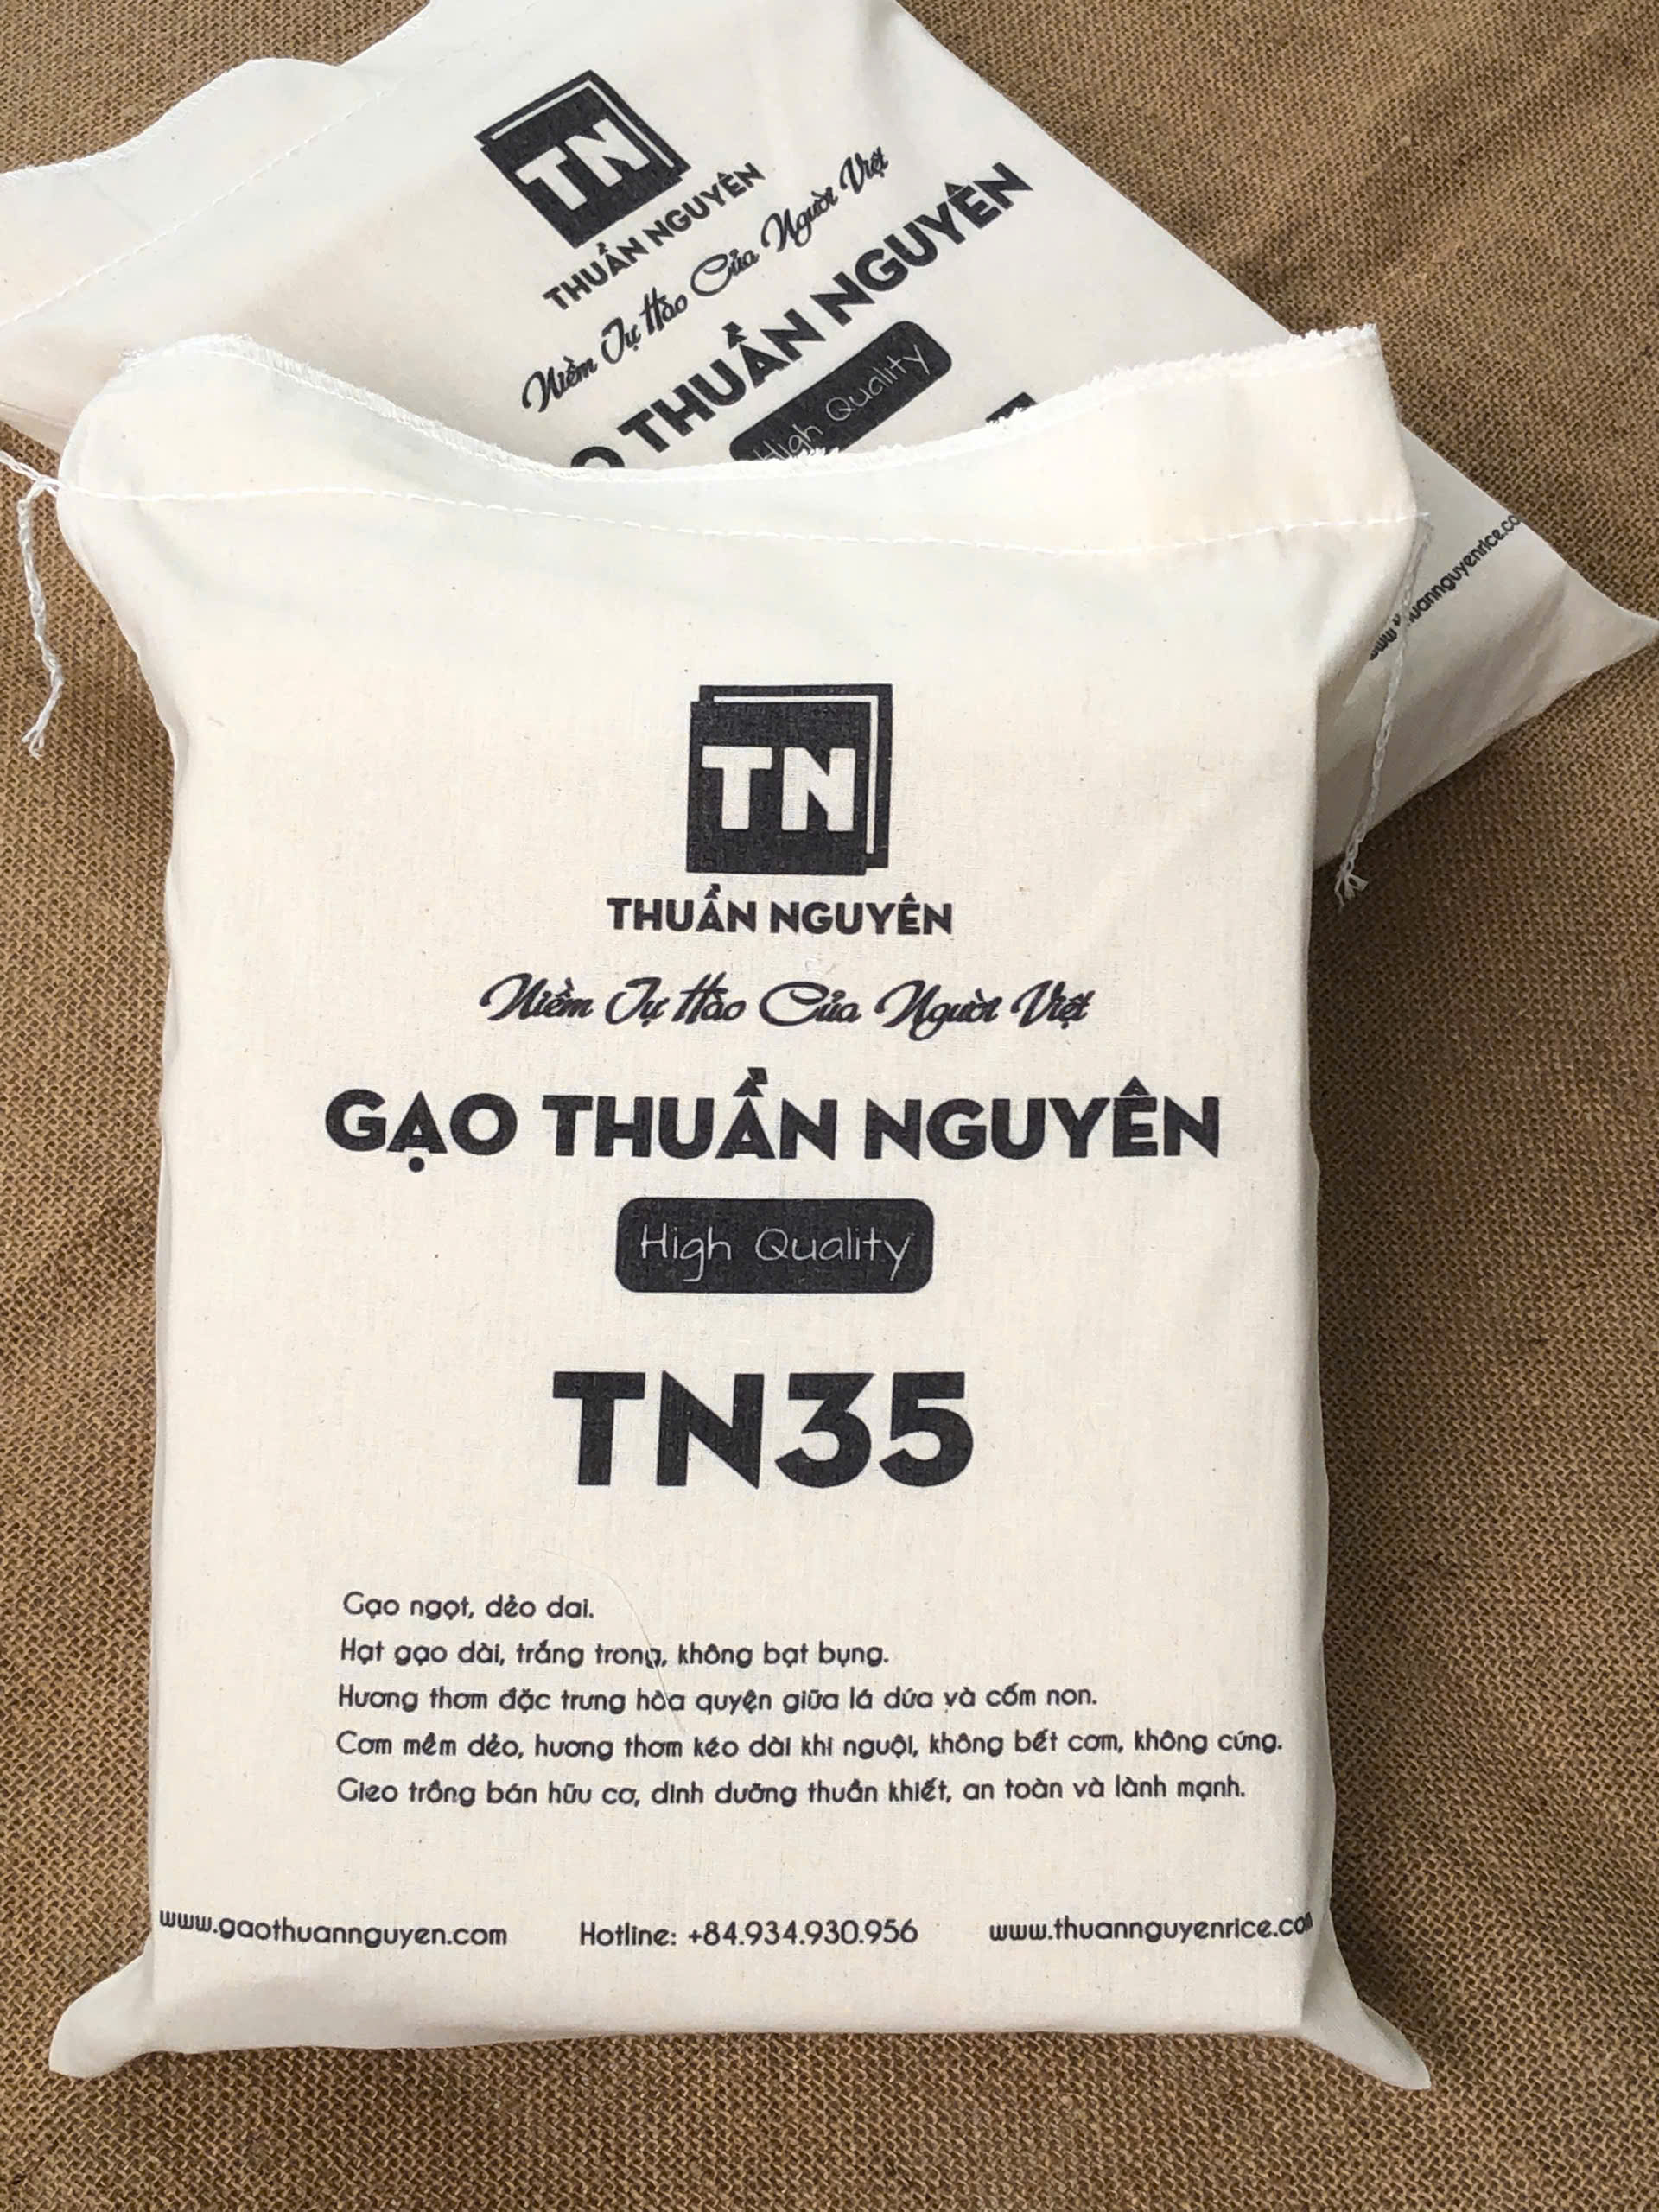 TN
THUẦN NGUYÊN
Niềm Tự Hào Của Người Việt
THUẦN NGUYÊN
High Quality
TN
THUẦN NGUYÊN
Niềm Tự Hào Của Người Việt
GẠO THUẦN NGUYÊN
High Quality
TN35
Gạo ngọt, dẻo dai.
Hạt gạo dài, trắng trong, không bạt bụng.
Hương thơm đặc trưng hòa quyện giữa lá dứa và cốm non.
Cơm mềm dẻo, hương thơm kéo dài khi nguội, không bết cơm, không cứng.
Gieo trồng bán hữu cơ, dinh dưỡng thuần khiết, an toàn và lành mạnh.
www.gaothuannguyen.com Hotline: +84.934.930.956 www.thuannguyenrice.com